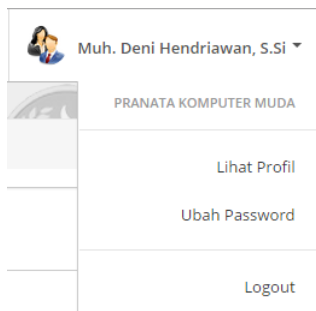 Muh. Deni Hendriawan, S.Si
PRANATA KOMPUTER MUDA
Lihat Profil
Ubah Password
Logout